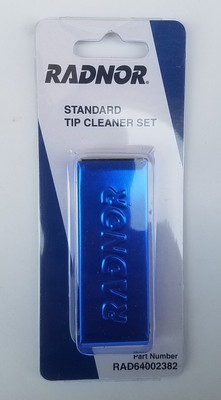 RADNOR®
STANDARD
TIP CLEANER SET
RADNOR
Part Number
RAD64002382